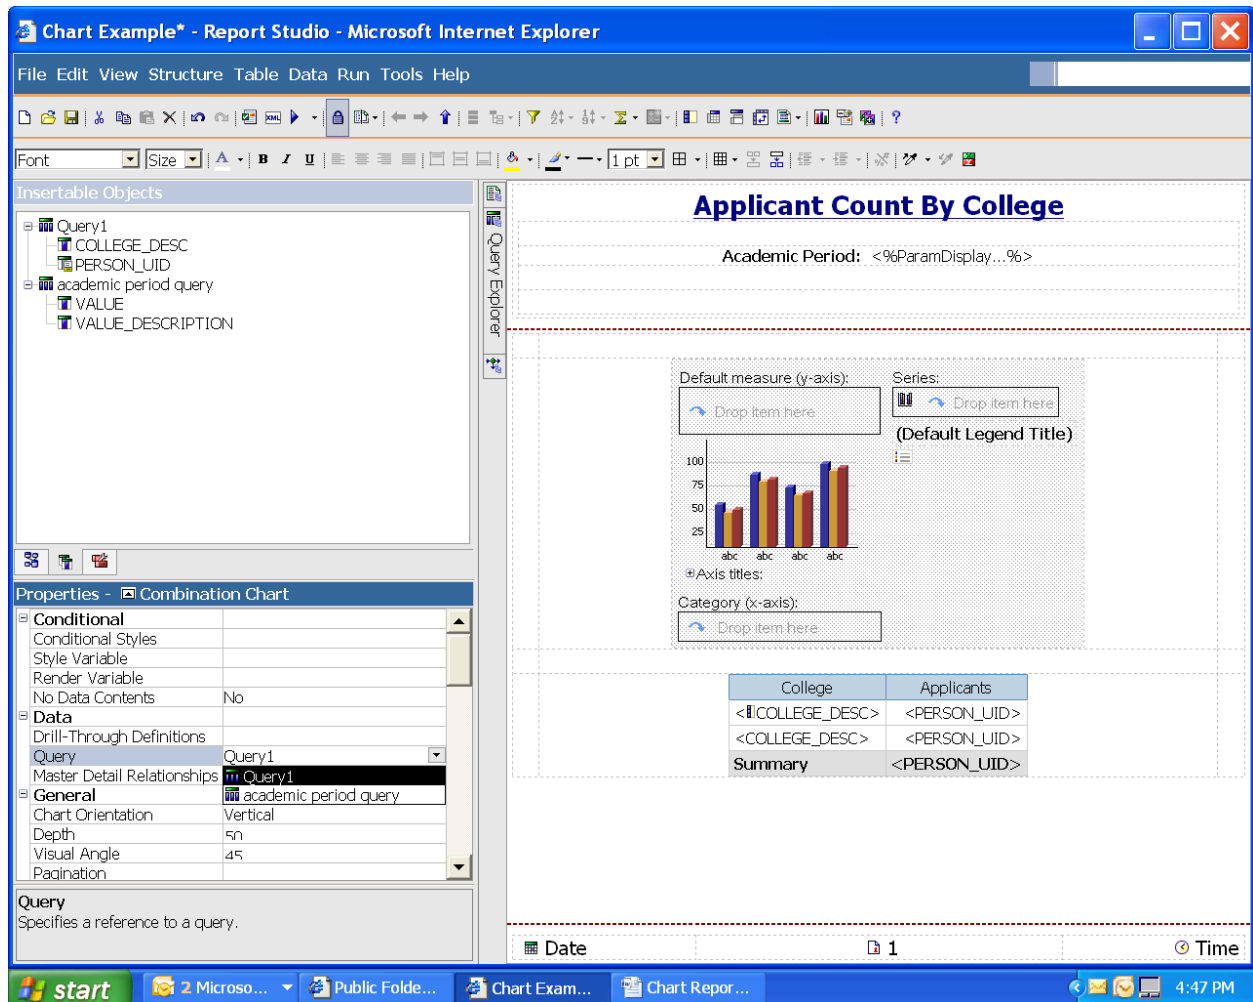 Chart Example* - Report Studio - Microsoft Internet Explorer
File Edit View Structure Table Data Run Tools Help
Font Size A B I U 1 pt
Insertable Objects
Query1
COLLEGE_DESC
PERSON_UID
academic period query
VALUE
VALUE_DESCRIPTION
Query Explorer
Applicant Count By College
Academic Period: <%ParamDisplay...%>
Default measure (y-axis): Series:
Drop item here Drop item here
(Default Legend Title)
100
75
50
25
abc abc abc abc
Axis titles:
Category (x-axis):
Drop item here
College Applicants
<COLLEGE_DESC> <PERSON_UID>
<COLLEGE_DESC> <PERSON_UID>
Summary <PERSON_UID>
Date 1 Time
Properties - Combination Chart
Conditional
Conditional Styles
Style Variable
Render Variable
No Data Contents No
Data
Drill-Through Definitions
Query Query1
Master Detail Relationships Query1
General academic period query
Chart Orientation Vertical
Depth 50
Visual Angle 45
Pagination
Query
Specifies a reference to a query.
start 2 Microso... Public Folde... Chart Exam... Chart Repor... 4:47 PM